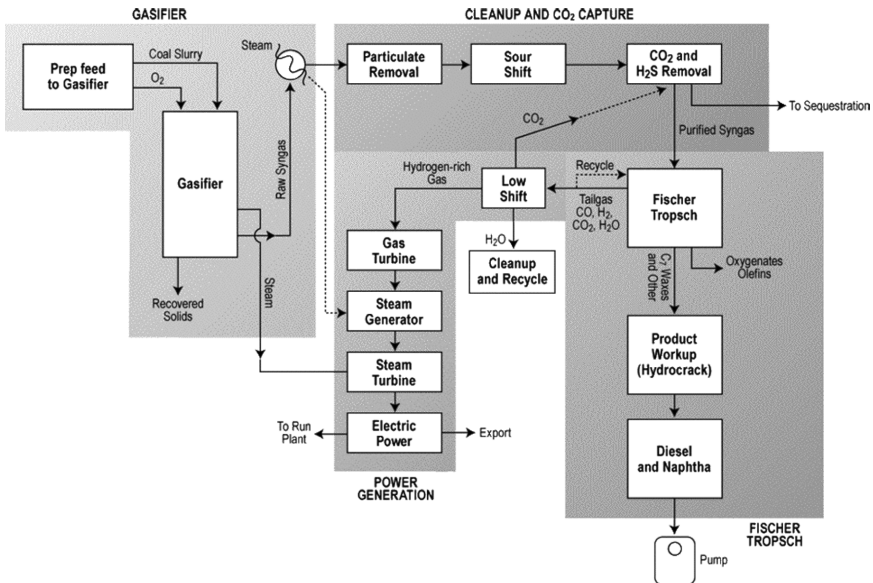 GASIFIER
CLEANUP AND CO₂ CAPTURE
Prep feed
to Gasifier
Coal Slurry
O₂
Steam
Particulate
Removal
Sour
Shift
CO₂ and
H₂S Removal
To Sequestration
Gasifier
Raw Syngas
CO₂
Purified Syngas
Hydrogen-rich
Gas
Low
Shift
Recycle
Tailgas
CO, H₂,
CO₂, H₂O
Fischer
Tropsch
H₂O
Cleanup
and Recycle
Gas
Turbine
Oxygenates
Olefins
C₇ Waxes
and Other
Steam
Recovered
Solids
Steam
Generator
Product
Workup
(Hydrocrack)
Steam
Turbine
To Run
Plant
Electric
Power
Export
Diesel
and Naphtha
POWER
GENERATION
FISCHER
TROPSCH
Pump